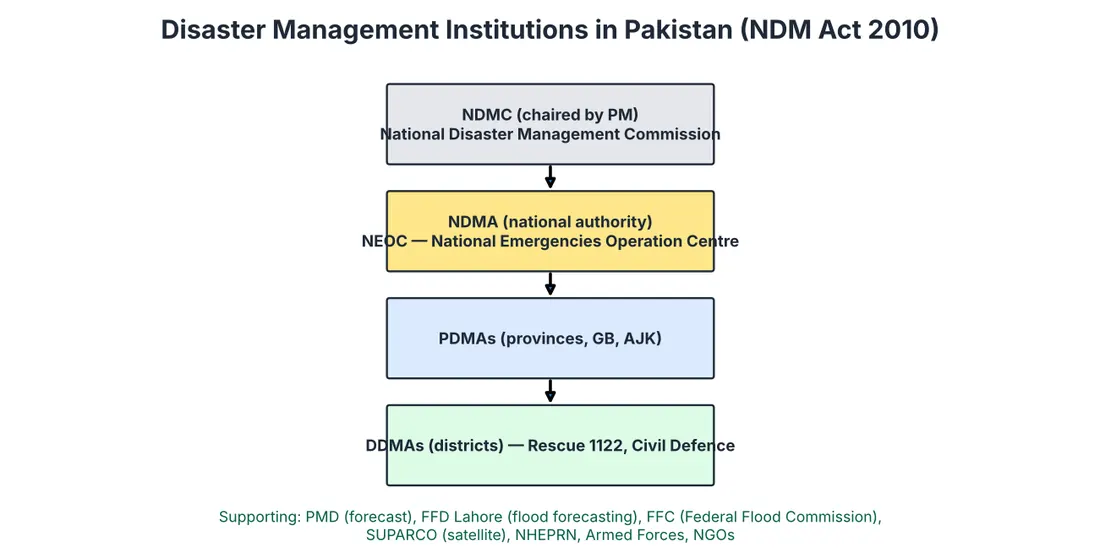 Disaster Management Institutions in Pakistan (NDM Act 2010)
NDMC (chaired by PM)
National Disaster Management Commission
NDMA (national authority)
NEOC — National Emergencies Operation Centre
PDMAs (provinces, GB, AJK)
DDMAs (districts) — Rescue 1122, Civil Defence
Supporting: PMD (forecast), FFD Lahore (flood forecasting), FFC (Federal Flood Commission),
SUPARCO (satellite), NHEPRN, Armed Forces, NGOs